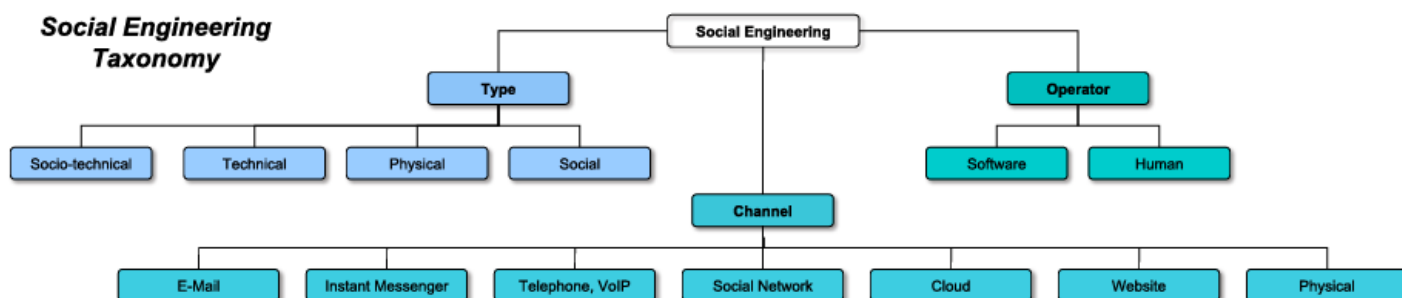 Social Engineering
Taxonomy
Social Engineering
Type
Operator
Socio-technical
Technical
Physical
Social
Software
Human
Channel
E-Mail
Instant Messenger
Telephone, VoIP
Social Network
Cloud
Website
Physical